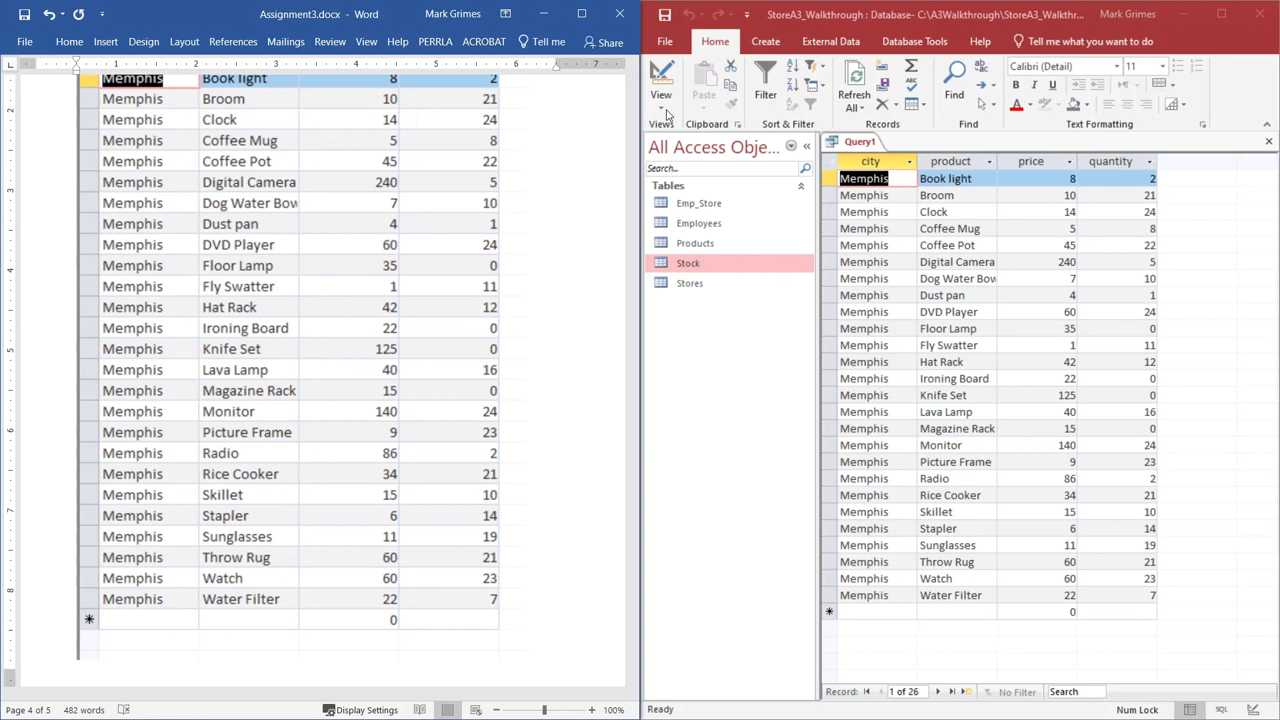 Assignment3.docx - Word
Mark Grimes
File Home Insert Design Layout References Mailings Review View Help PERRLA ACROBAT Tell me Share
1 2 3 4 5 6 7
Memphis Book light 8 2
Memphis Broom 10 21
Memphis Clock 14 24
Memphis Coffee Mug 5 8
Memphis Coffee Pot 45 22
Memphis Digital Camera 240 5
Memphis Dog Water Bow 7 10
Memphis Dust pan 4 1
Memphis DVD Player 60 24
Memphis Floor Lamp 35 0
Memphis Fly Swatter 1 11
Memphis Hat Rack 42 12
Memphis Ironing Board 22 0
Memphis Knife Set 125 0
Memphis Lava Lamp 40 16
Memphis Magazine Rack 15 0
Memphis Monitor 140 24
Memphis Picture Frame 9 23
Memphis Radio 86 2
Memphis Rice Cooker 34 21
Memphis Skillet 15 10
Memphis Stapler 6 14
Memphis Sunglasses 11 19
Memphis Throw Rug 60 21
Memphis Watch 60 23
Memphis Water Filter 22 7
* 0
2
3
4
5
6
7
8
Page 4 of 5 482 words Display Settings 100%
StoreA3_Walkthrough : Database- C:\A3Walkthrough\StoreA3_Walkthr...
Mark Grimes
File Home Create External Data Database Tools Help Tell me what you want to do
View Paste Filter Refresh All Find
Calibri (Detail) 11
B I U
Views Clipboard Sort & Filter Records Find Text Formatting
All Access Obje...
Search...
Tables
Emp_Store
Employees
Products
Stock
Stores
Query1
city product price quantity
Memphis Book light 8 2
Memphis Broom 10 21
Memphis Clock 14 24
Memphis Coffee Mug 5 8
Memphis Coffee Pot 45 22
Memphis Digital Camera 240 5
Memphis Dog Water Bow 7 10
Memphis Dust pan 4 1
Memphis DVD Player 60 24
Memphis Floor Lamp 35 0
Memphis Fly Swatter 1 11
Memphis Hat Rack 42 12
Memphis Ironing Board 22 0
Memphis Knife Set 125 0
Memphis Lava Lamp 40 16
Memphis Magazine Rack 15 0
Memphis Monitor 140 24
Memphis Picture Frame 9 23
Memphis Radio 86 2
Memphis Rice Cooker 34 21
Memphis Skillet 15 10
Memphis Stapler 6 14
Memphis Sunglasses 11 19
Memphis Throw Rug 60 21
Memphis Watch 60 23
Memphis Water Filter 22 7
* 0
Record: 1 of 26 No Filter Search
Ready Num Lock SQL